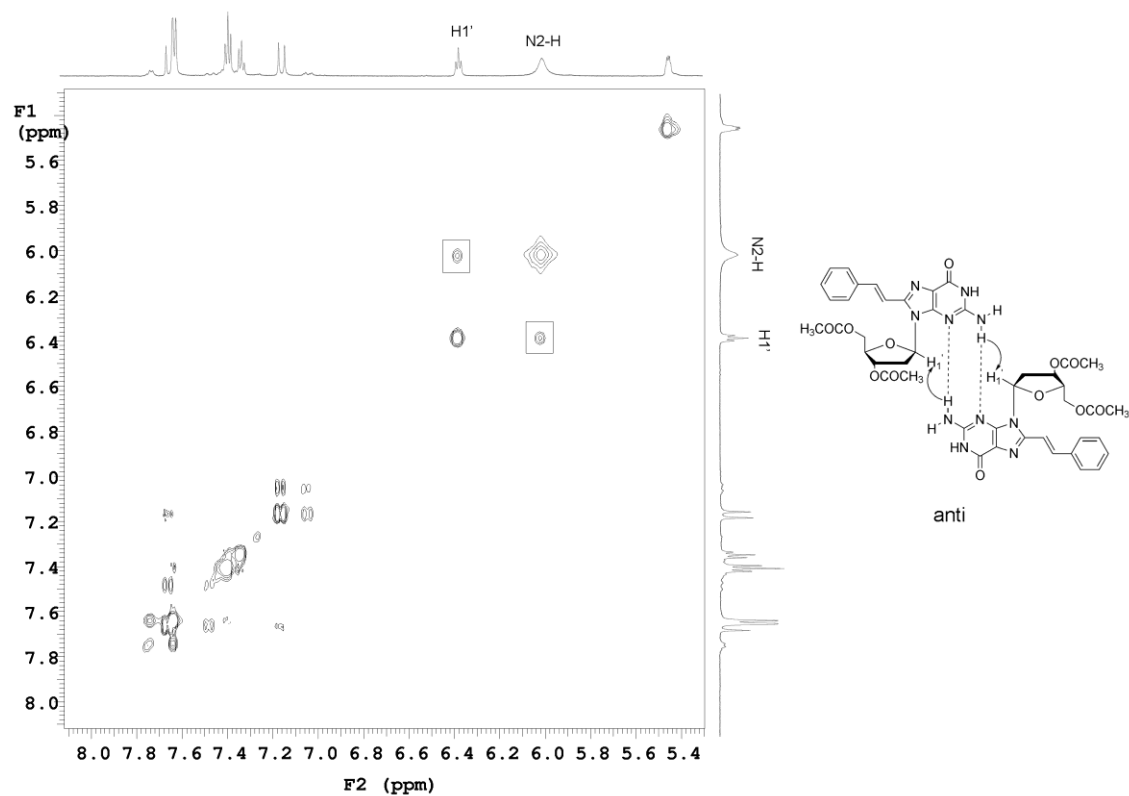 H1' N2-H
F1
(ppm)
5.6
5.8
6.0
6.2
6.4
6.6
6.8
7.0
7.2
7.4
7.6
7.8
8.0
8.0 7.8 7.6 7.4 7.2 7.0 6.8 6.6 6.4 6.2 6.0 5.8 5.6 5.4
F2 (ppm)
N2-H
H1'
O
N NH H
N N N
H
H3COCO O H1'
OCOCH3
H1' OCOCH3
O OCOCH3
H
N N N
H NH N
O
anti